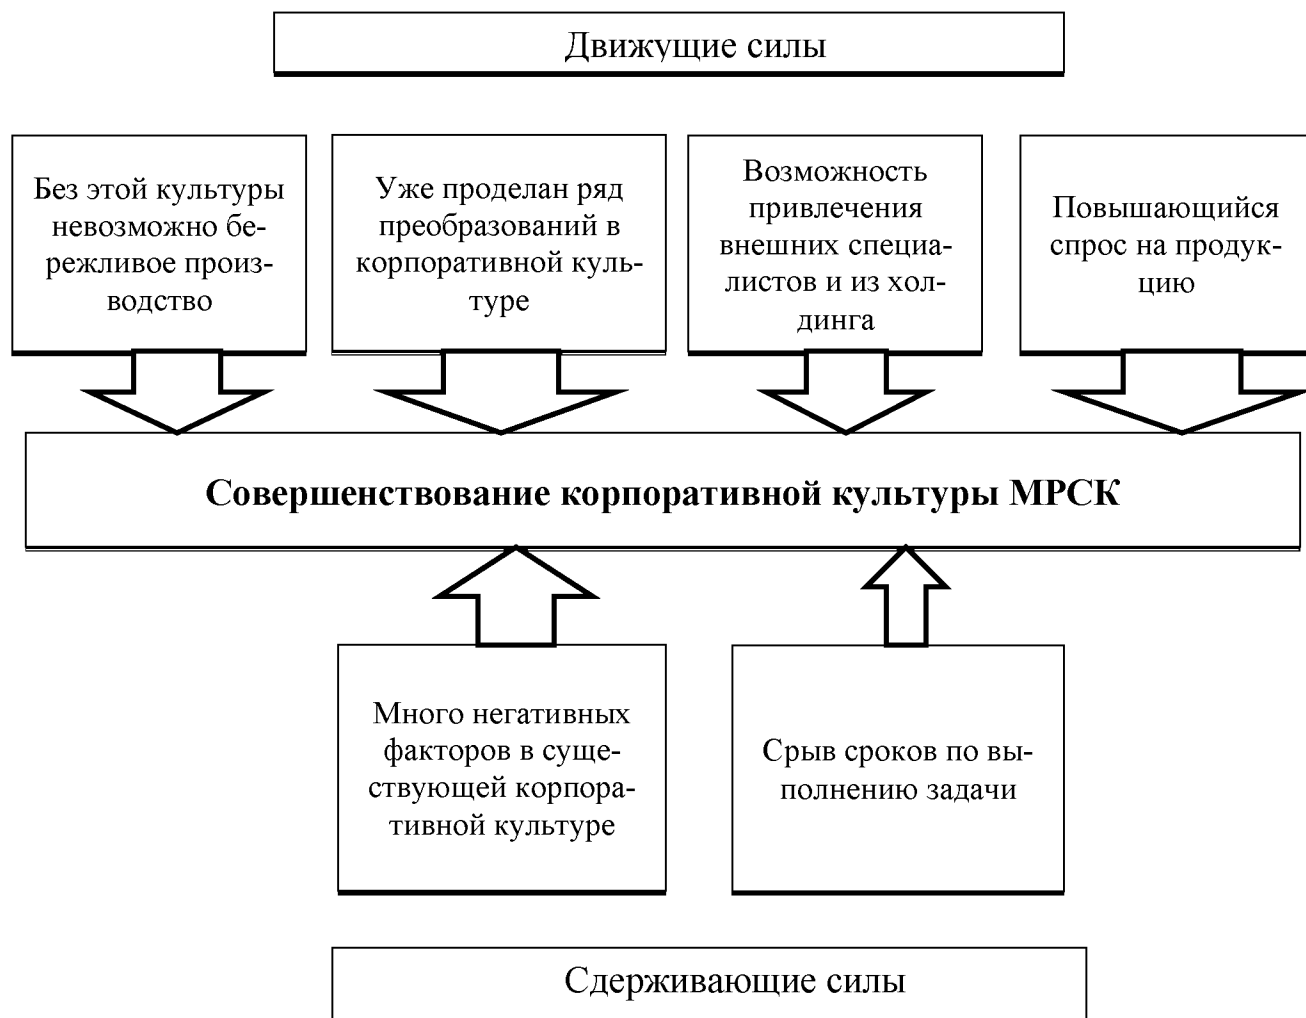 Движущие силы
Без этой культуры
невозможно бе-
режливое произ-
водство
Уже проделан ряд
преобразований в
корпоративной куль-
туре
Возможность
привлечения
внешних специа-
листов и из хол-
динга
Повышающийся
спрос на продук-
цию
Совершенствование корпоративной культуры МРСК
Много негативных
факторов в суще-
ствующей корпора-
тивной культуре
Срыв сроков по вы-
полнению задачи
Сдерживающие силы